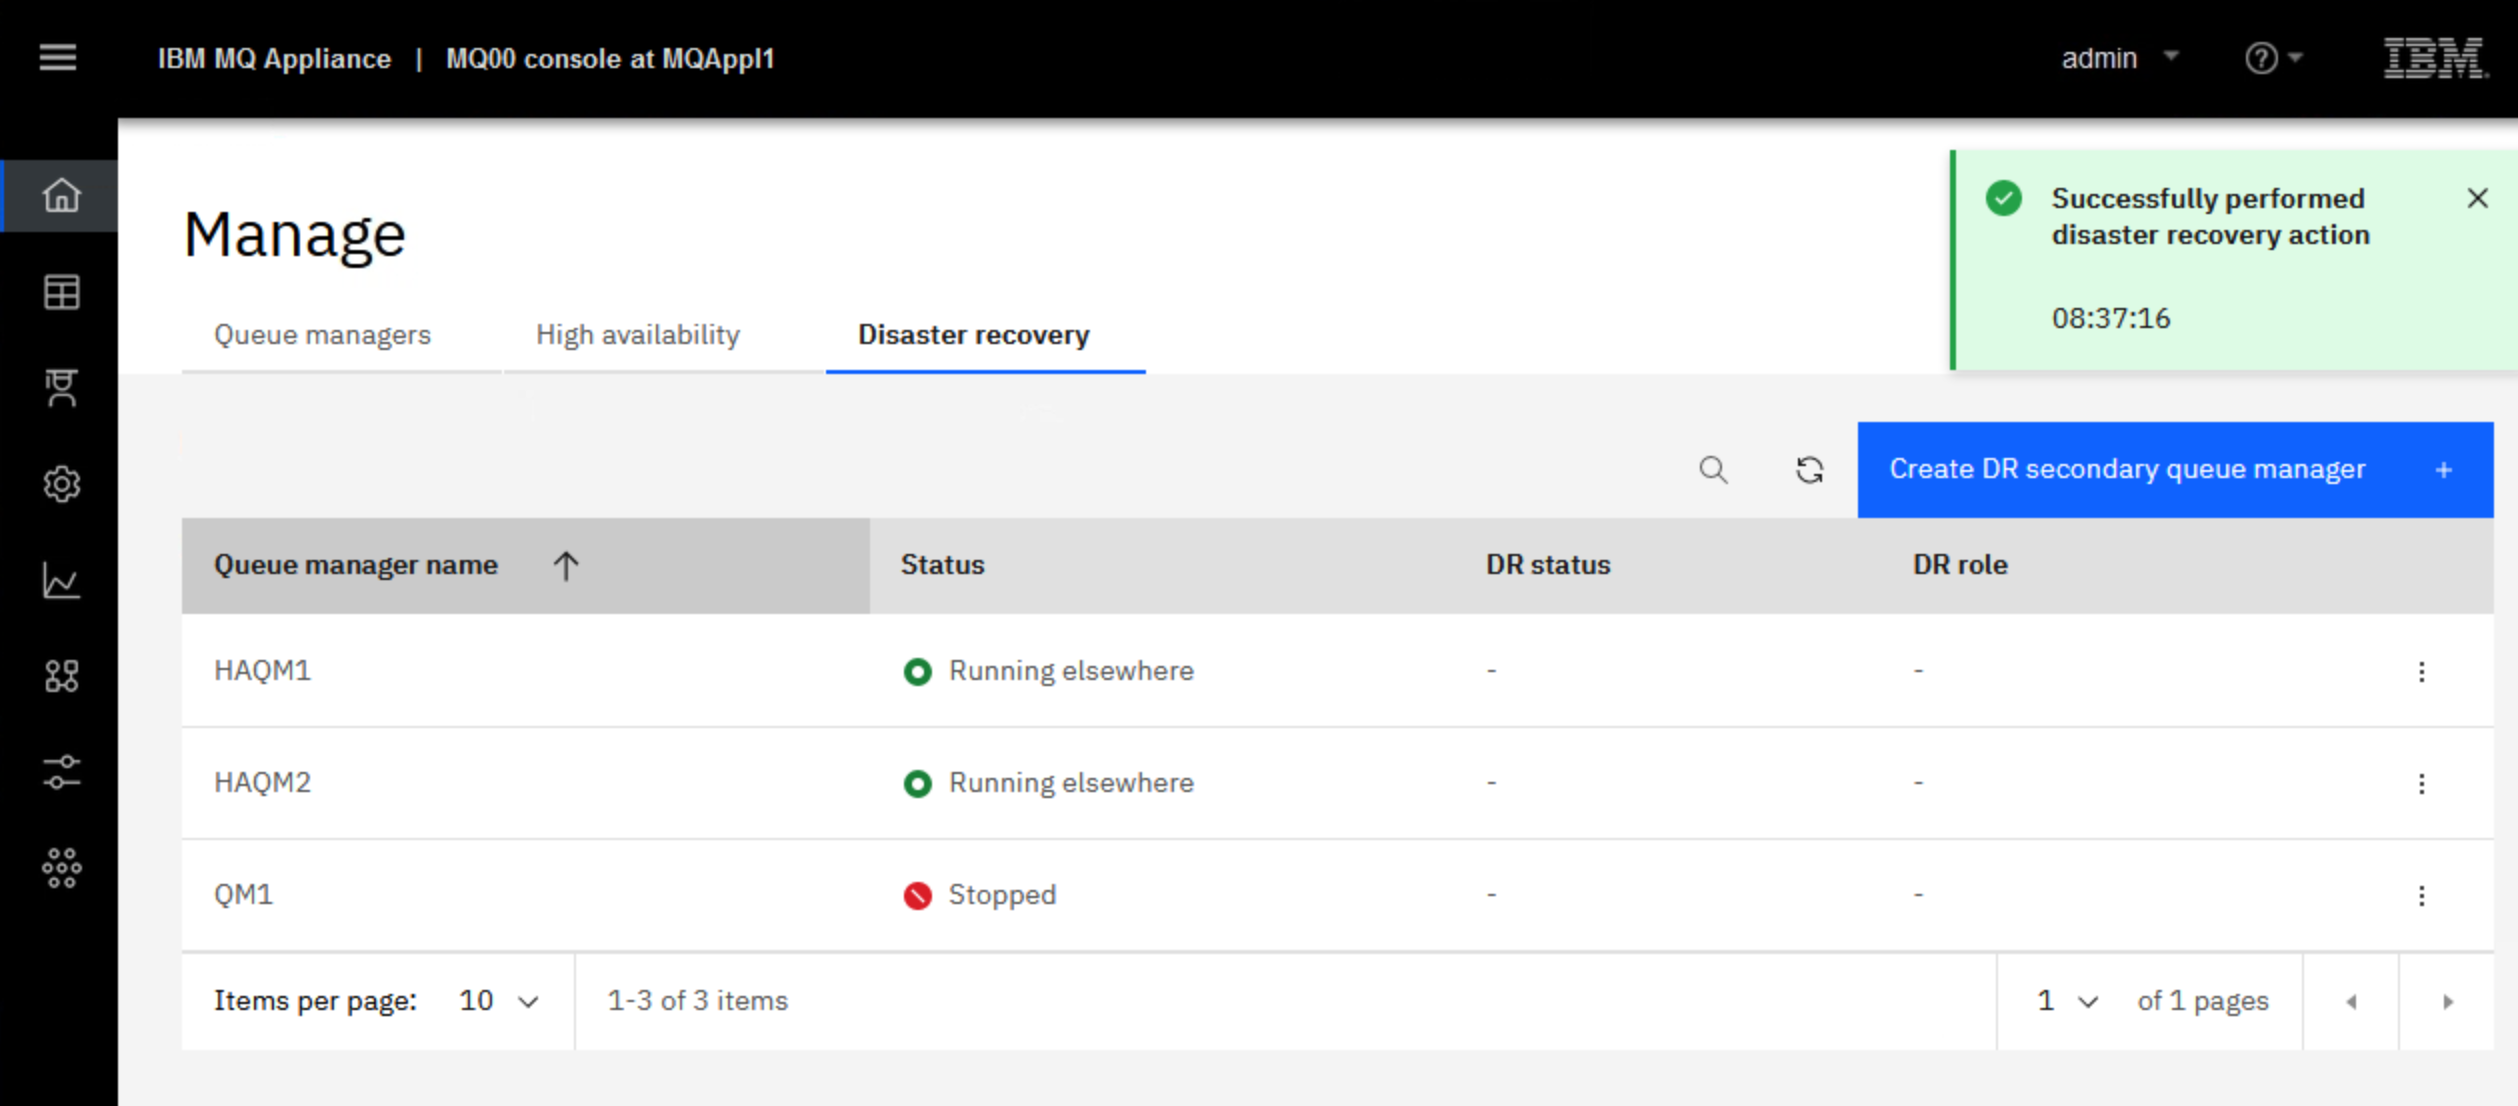 IBM MQ Appliance | MQ00 console at MQAppl1
admin
IBM
Manage
Successfully performed
disaster recovery action
08:37:16
Queue managers High availability Disaster recovery
Create DR secondary queue manager +
Queue manager name Status DR status DR role
HAQM1 Running elsewhere - -
HAQM2 Running elsewhere - -
QM1 Stopped - -
Items per page: 10 1-3 of 3 items 1 of 1 pages